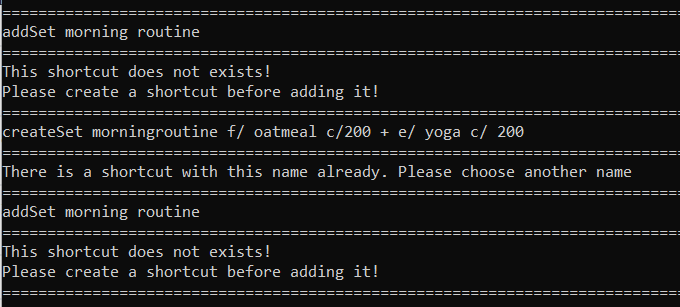 ================================================================================
addSet morning routine
================================================================================
This shortcut does not exists!
Please create a shortcut before adding it!
================================================================================
createSet morningroutine f/ oatmeal c/200 + e/ yoga c/ 200
================================================================================
There is a shortcut with this name already. Please choose another name
================================================================================
addSet morning routine
================================================================================
This shortcut does not exists!
Please create a shortcut before adding it!
================================================================================